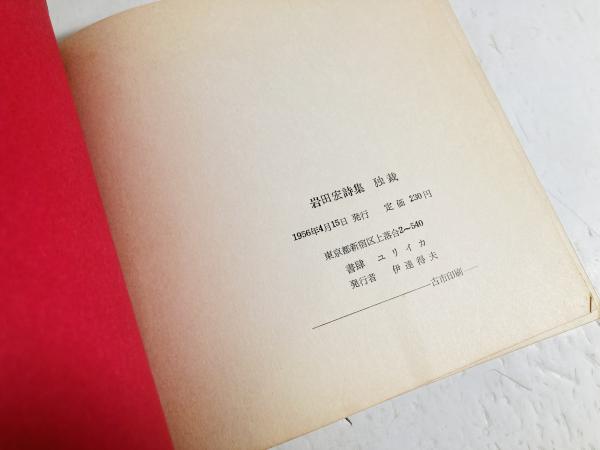 岩田宏詩集 独裁
1956年4月15日 発行 定価 230円
東京都新宿区上落合2〜540
書肆 ユリイカ
発行者 伊達得夫
古市印刷